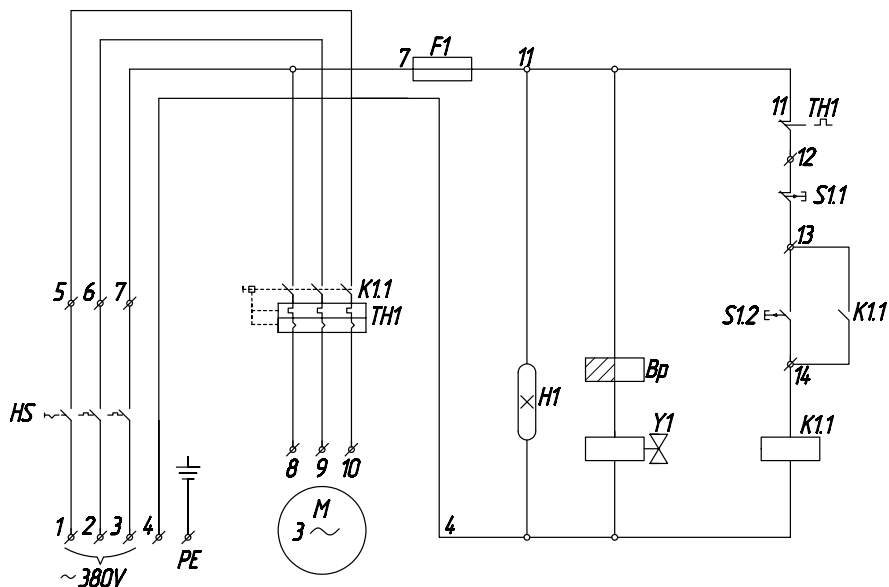 7 F1 11
11 TH1
12
S1.1
13
5 6 7 K1.1
TH1
S1.2 K1.1
14
Bp
H1
HS
Y1 K1.1
8 9 10
M
3 ~
1 2 3 4 4
PE
~380V